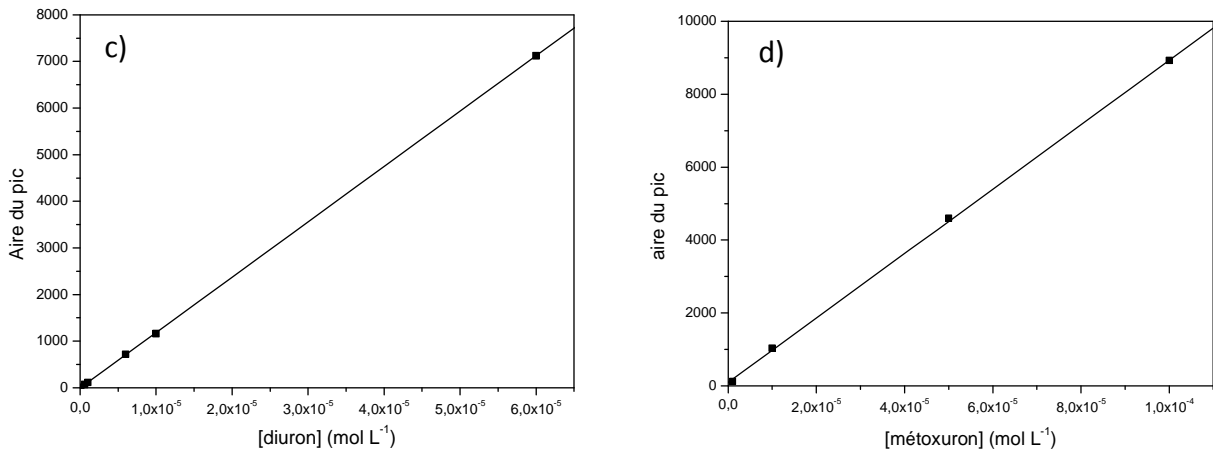 c)
8000
7000
6000
5000
4000
3000
2000
1000
0
Aire du pic
0,0 1,0x10⁻⁵ 2,0x10⁻⁵ 3,0x10⁻⁵ 4,0x10⁻⁵ 5,0x10⁻⁵ 6,0x10⁻⁵
[diuron] (mol L⁻¹)
d)
10000
8000
6000
4000
2000
0
aire du pic
0,0 2,0x10⁻⁵ 4,0x10⁻⁵ 6,0x10⁻⁵ 8,0x10⁻⁵ 1,0x10⁻⁴
[métoxuron] (mol L⁻¹)